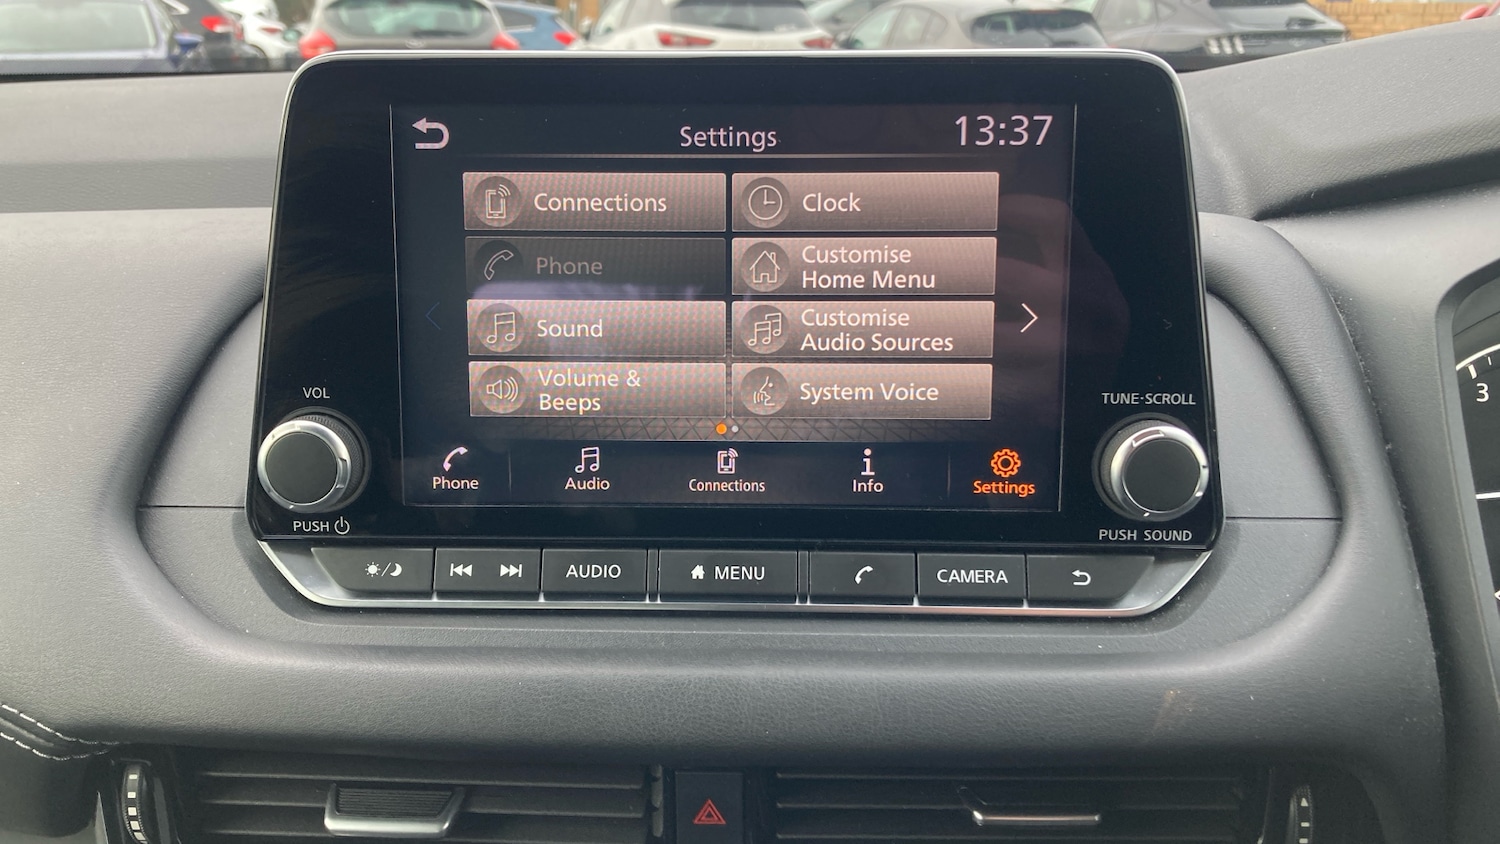 Settings
13:37
Connections
Clock
Phone
Customise
Home Menu
Sound
Customise
Audio Sources
Volume &
Beeps
System Voice
VOL
TUNE·SCROLL
Phone
Audio
Connections
Info
Settings
PUSH
PUSH SOUND
AUDIO
MENU
CAMERA
3